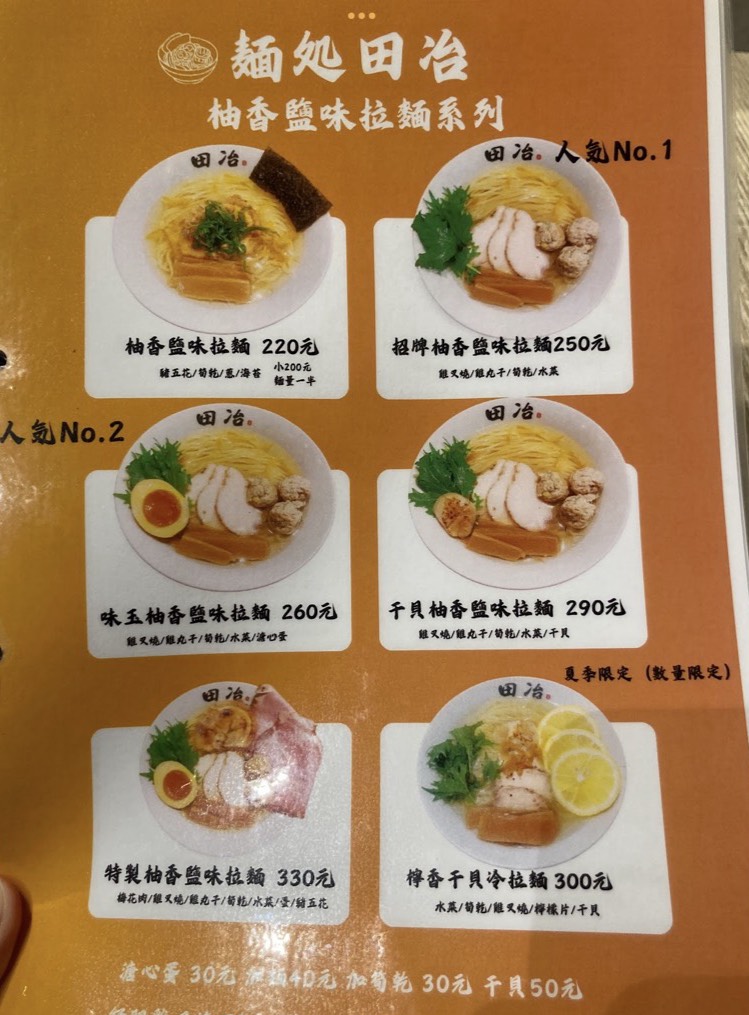 麵処田冶
柚香鹽味拉麵系列
田冶。
田冶。
人気No.1
柚香鹽味拉麵 220元
豬五花/筍乾/蔥/海苔
小200元
麵量一半
招牌柚香鹽味拉麵250元
雞叉燒/雞丸子/筍乾/水菜
人気No.2
田冶。
田冶。
味玉柚香鹽味拉麵 260元
雞叉燒/雞丸子/筍乾/水菜/溏心蛋
干貝柚香鹽味拉麵 290元
雞叉燒/雞丸子/筍乾/水菜/干貝
夏季限定（數量限定）
田冶。
田冶。
特製柚香鹽味拉麵 330元
梅花肉/雞叉燒/雞丸子/筍乾/水菜/蛋/豬五花
檸香干貝冷拉麵300元
水菜/筍乾/雞叉燒/檸檬片/干貝
溏心蛋 30元 加麵40元 加筍乾 30元 干貝50元